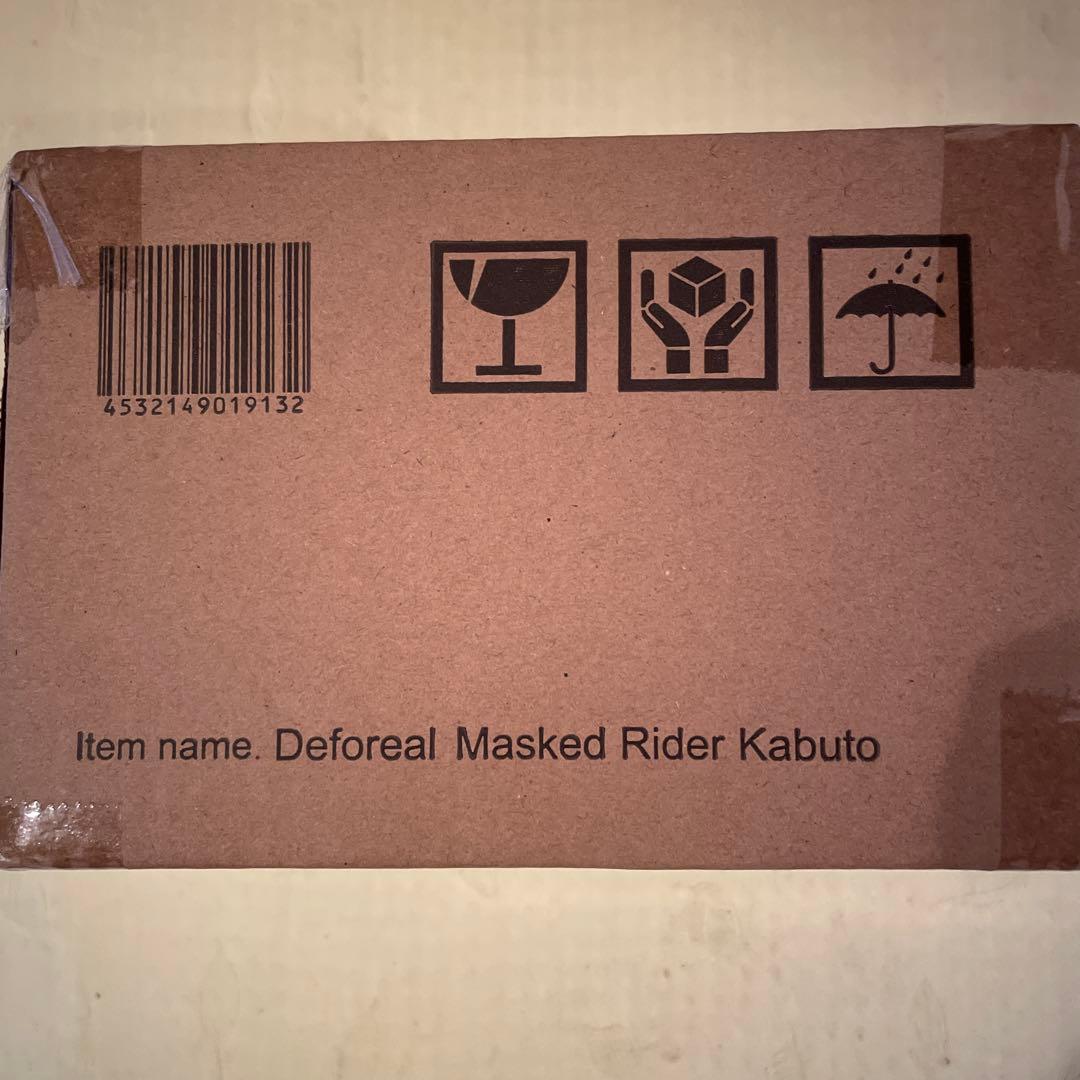 4532149019132
Item name. Deforeal Masked Rider Kabuto